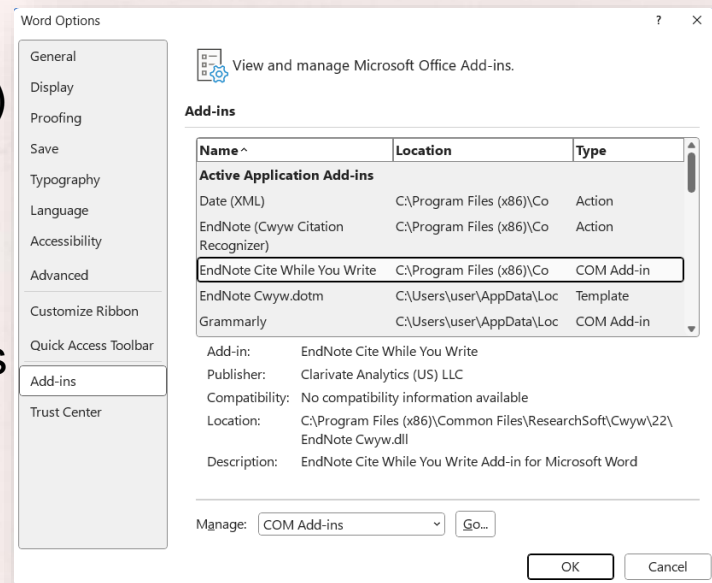 Word Options
?
General
Display
Proofing
Save
Typography
Language
Accessibility
Advanced
Customize Ribbon
Quick Access Toolbar
Add-ins
Trust Center
View and manage Microsoft Office Add-ins.
Add-ins
Name Location Type
Active Application Add-ins
Date (XML) C:\Program Files (x86)\Co Action
EndNote (Cwyw Citation C:\Program Files (x86)\Co Action
Recognizer)
EndNote Cite While You Write C:\Program Files (x86)\Co COM Add-in
EndNote Cwyw.dotm C:\Users\user\AppData\Loc Template
Grammarly C:\Users\user\AppData\Loc COM Add-in
Add-in: EndNote Cite While You Write
Publisher: Clarivate Analytics (US) LLC
Compatibility: No compatibility information available
Location: C:\Program Files (x86)\Common Files\ResearchSoft\Cwyw\22\
EndNote Cwyw.dll
Description: EndNote Cite While You Write Add-in for Microsoft Word
Manage: COM Add-ins Go...
OK Cancel